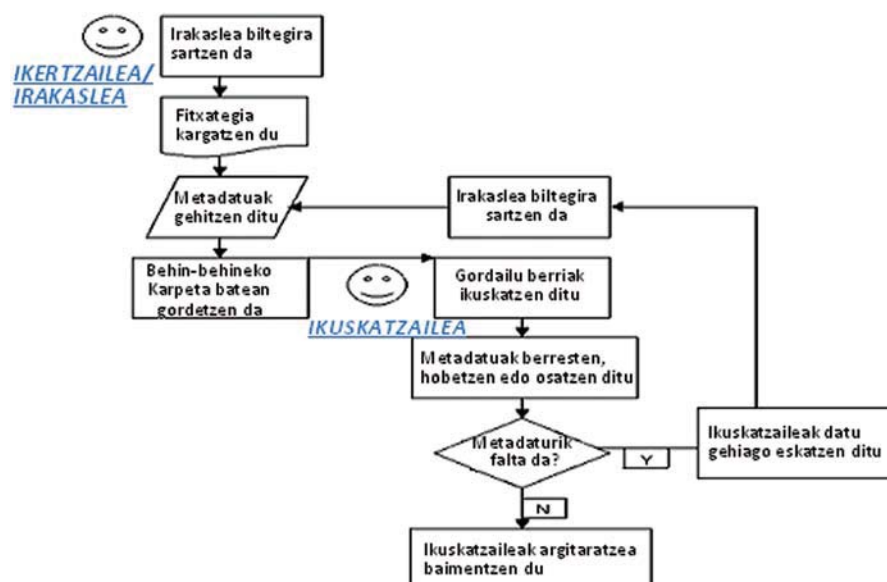 Irakaslea biltegira
sartzen da
IKERTZAILEA/
IRAKASLEA
Fitxategia
kargatzen du
Metadatuak
gehitzen ditu
Irakaslea biltegira
sartzen da
Behin-behineko
Karpeta batean
gordetzen da
IKUSKATZAILEA
Gordailu berriak
ikuskatzen ditu
Metadatuak berresten,
hobetzen edo osatzen ditu
Metadaturik
falta da?
Y
Ikuskatzaileak datu
gehiago eskatzen ditu
N
Ikuskatzaileak argitaratzea
baimentzen du